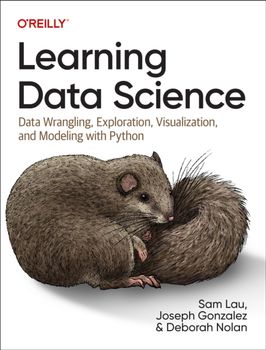 O'REILLY®
Learning
Data Science
Data Wrangling, Exploration, Visualization,
and Modeling with Python
Sam Lau,
Joseph Gonzalez
& Deborah Nolan